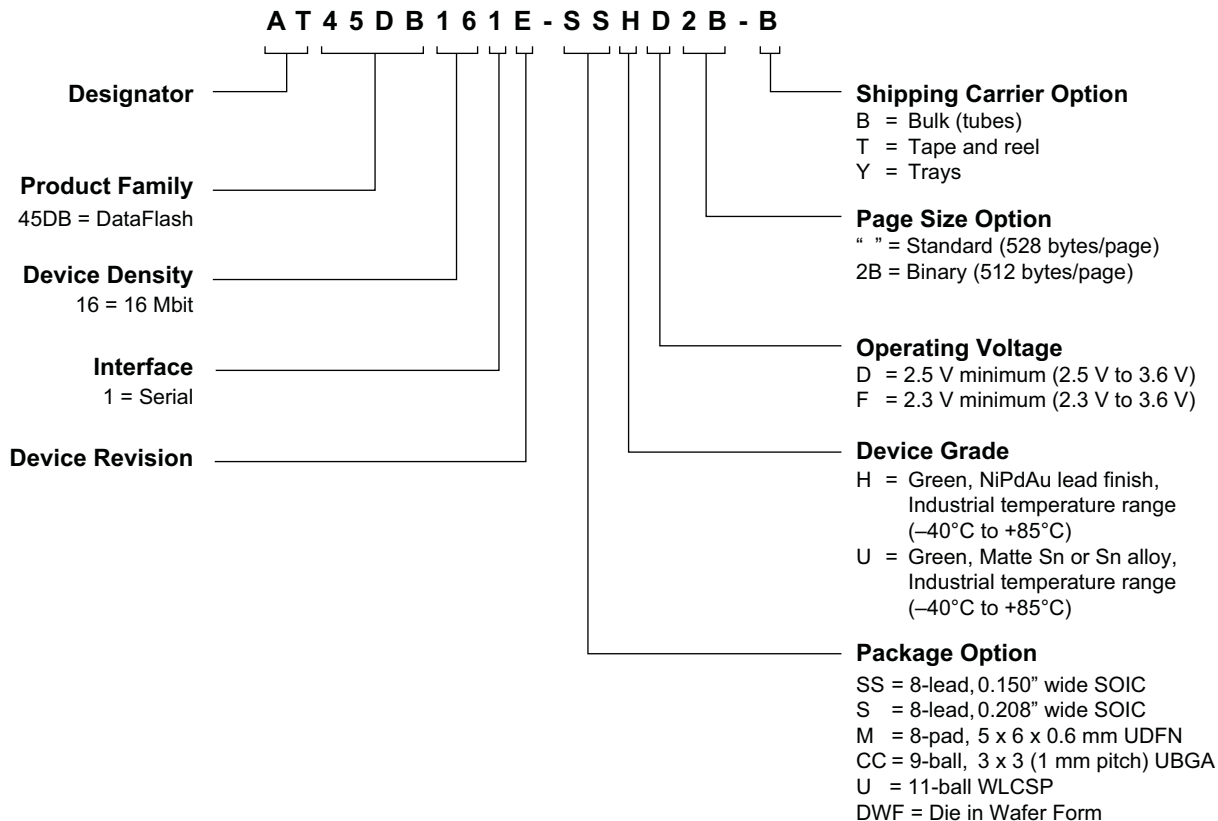 A T 4 5 D B 1 6 1 E - S S H D 2 B - B
Designator
Product Family
45DB = DataFlash
Device Density
16 = 16 Mbit
Interface
1 = Serial
Device Revision
Shipping Carrier Option
B = Bulk (tubes)
T = Tape and reel
Y = Trays
Page Size Option
“ ” = Standard (528 bytes/page)
2B = Binary (512 bytes/page)
Operating Voltage
D = 2.5 V minimum (2.5 V to 3.6 V)
F = 2.3 V minimum (2.3 V to 3.6 V)
Device Grade
H = Green, NiPdAu lead finish,
Industrial temperature range
(–40°C to +85°C)
U = Green, Matte Sn or Sn alloy,
Industrial temperature range
(–40°C to +85°C)
Package Option
SS = 8-lead, 0.150” wide SOIC
S = 8-lead, 0.208” wide SOIC
M = 8-pad, 5 x 6 x 0.6 mm UDFN
CC = 9-ball, 3 x 3 (1 mm pitch) UBGA
U = 11-ball WLCSP
DWF = Die in Wafer Form